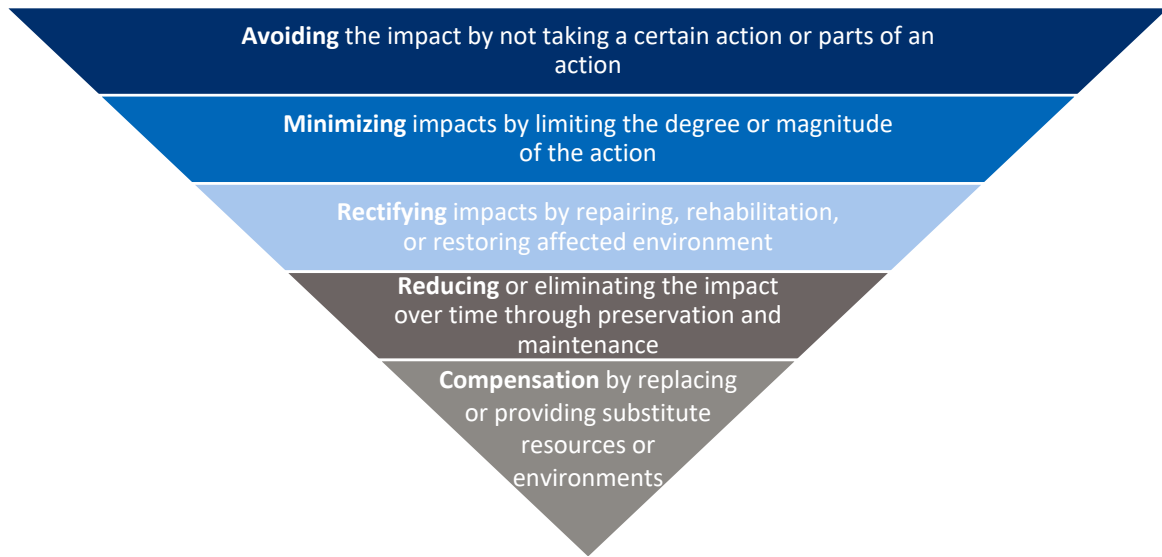 Avoiding the impact by not taking a certain action or parts of an
action
Minimizing impacts by limiting the degree or magnitude
of the action
Rectifying impacts by repairing, rehabilitation,
or restoring affected environment
Reducing or eliminating the impact
over time through preservation and
maintenance
Compensation by replacing
or providing substitute
resources or
environments